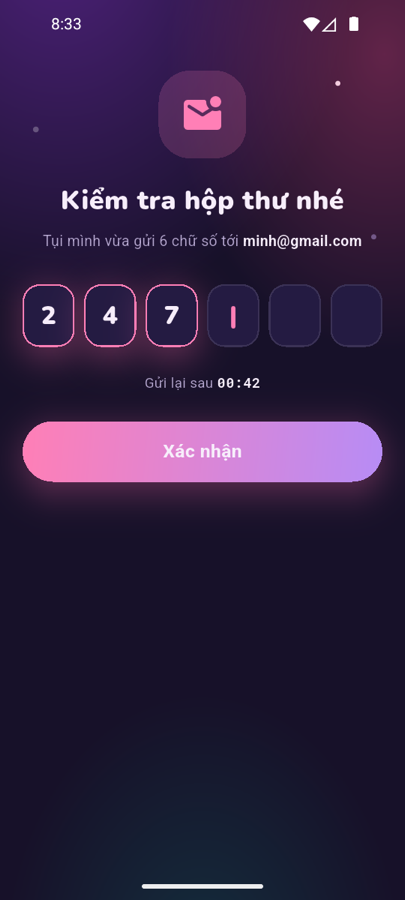 8:33
Kiểm tra hộp thư nhé
Tụi mình vừa gửi 6 chữ số tới minh@gmail.com
2 4 7
Gửi lại sau 00:42
Xác nhận